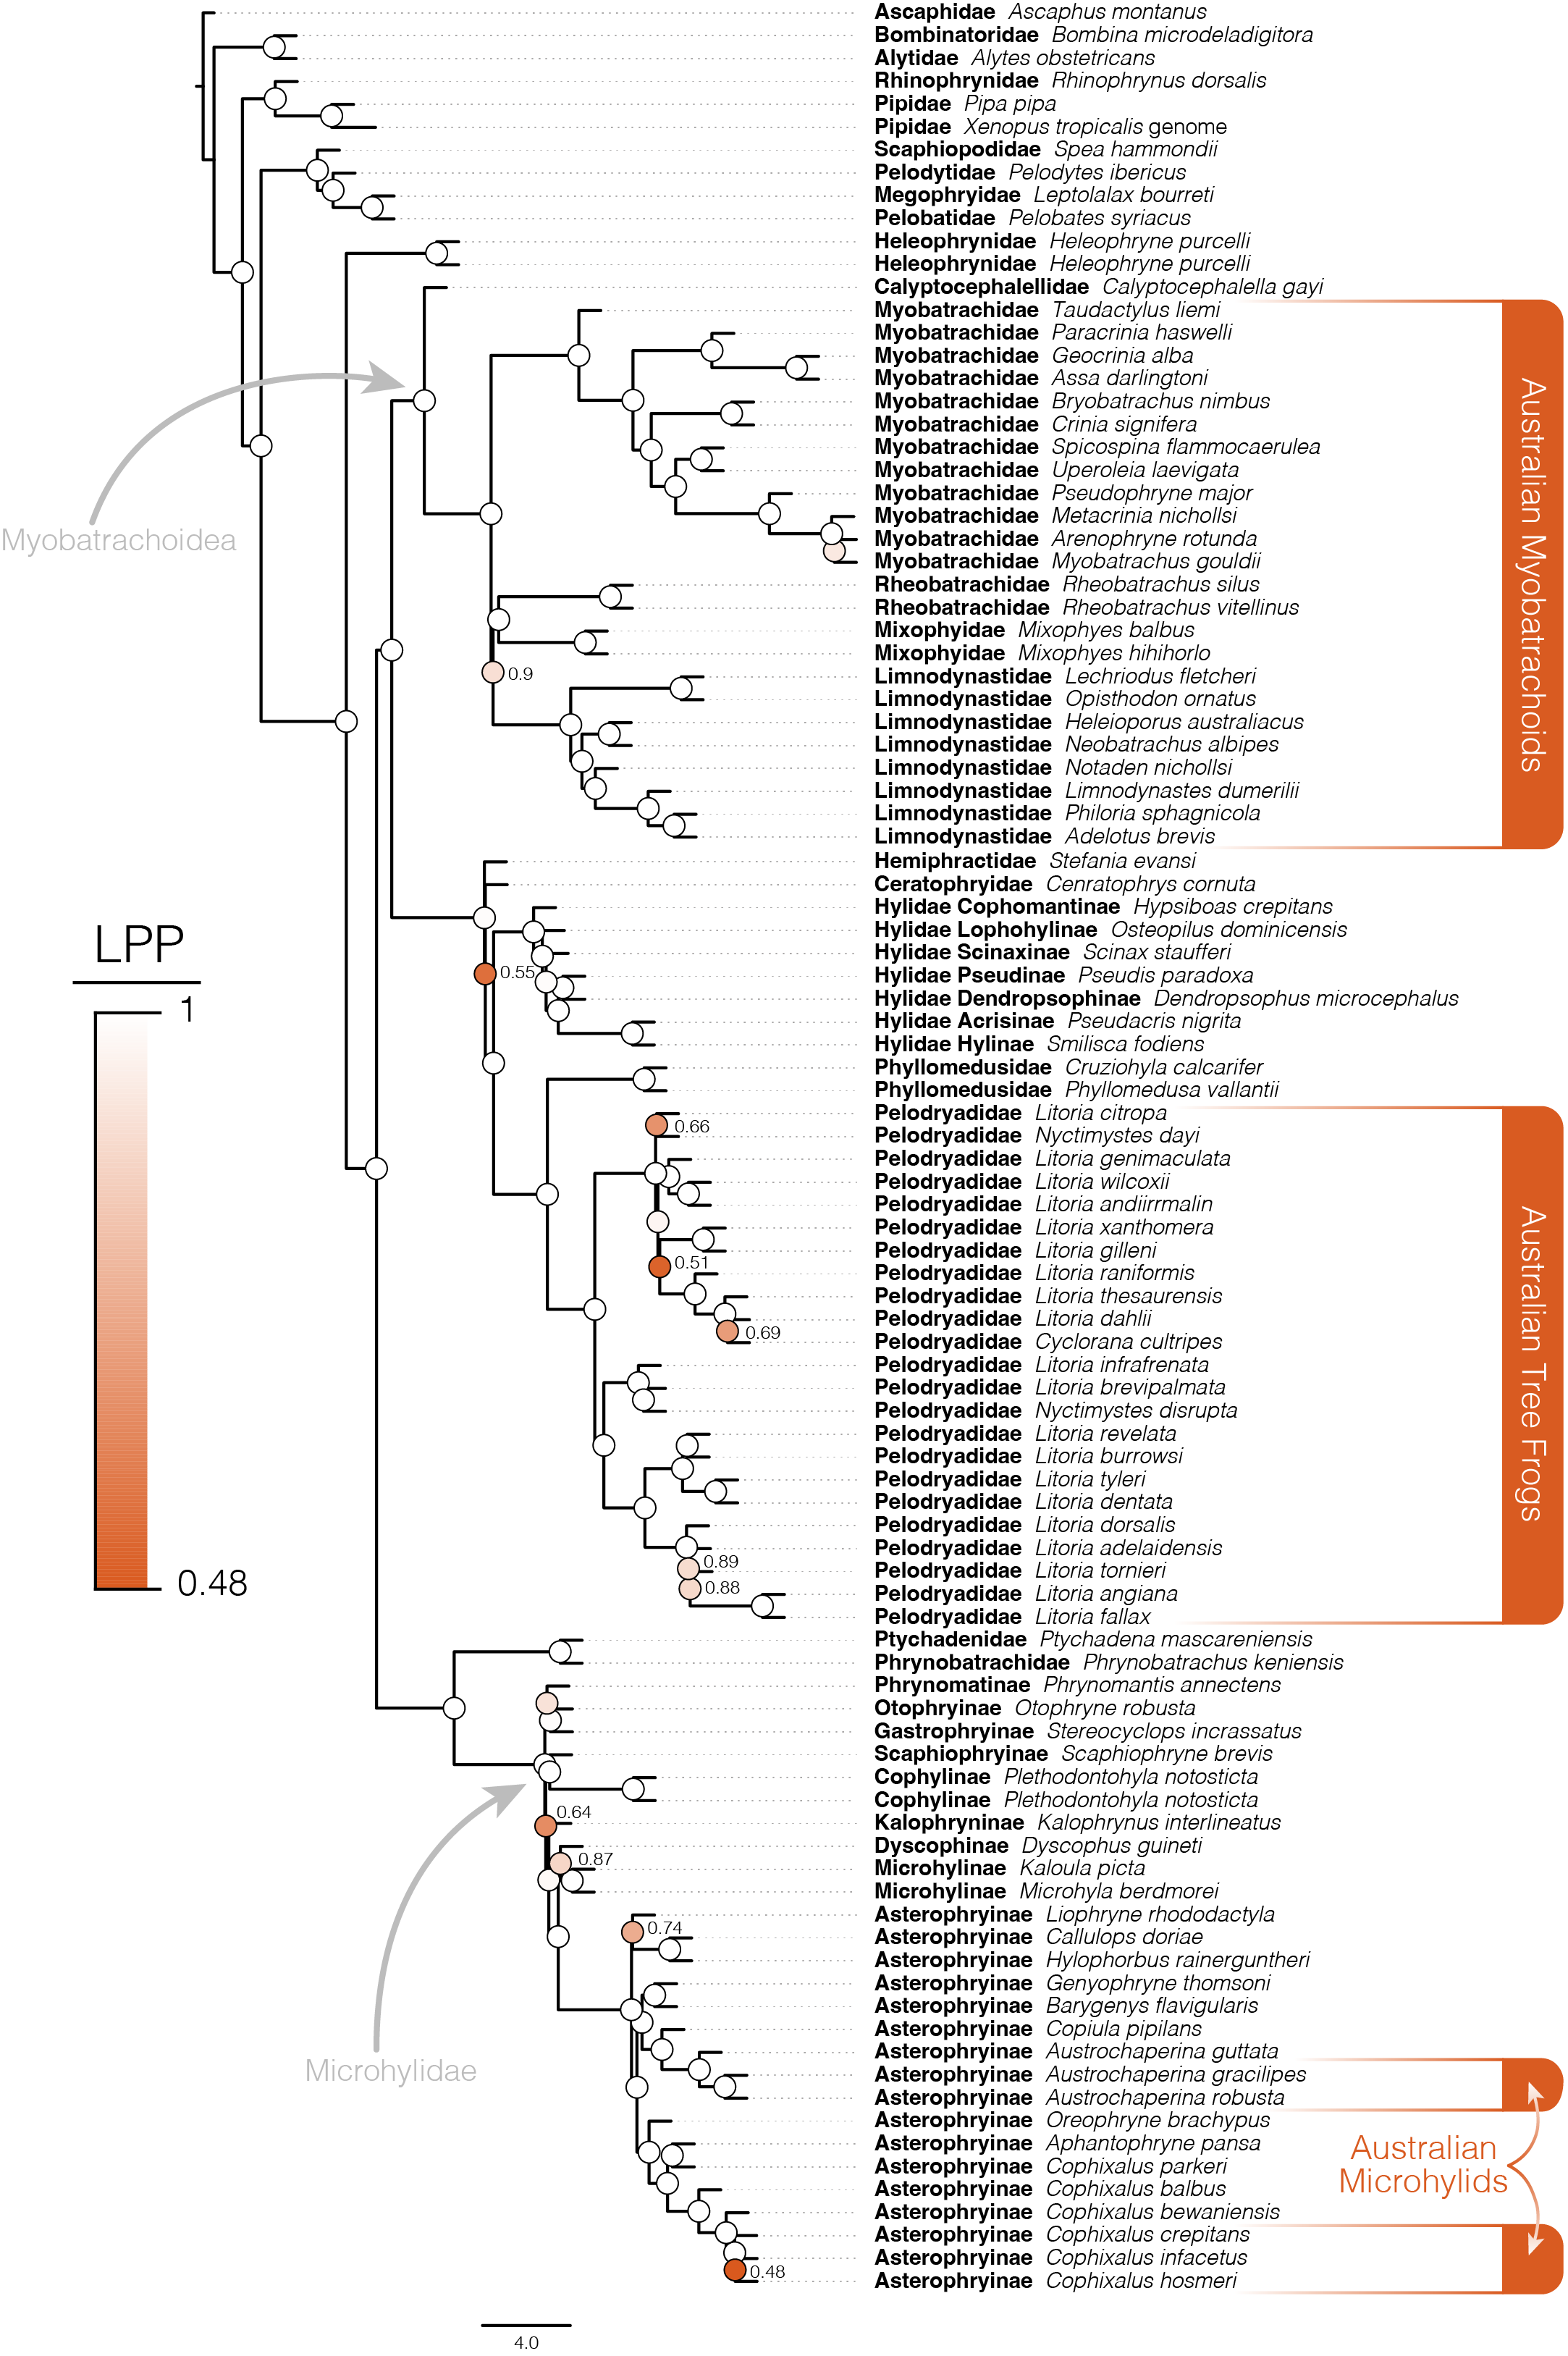 Ascaphidae Ascaphus montanus
Bombinatoridae Bombina microdeladigitora
Alytidae Alytes obstetricans
Rhinophrynidae Rhinophrynus dorsalis
Pipidae Pipa pipa
Pipidae Xenopus tropicalis genome
Scaphiopodidae Spea hammondii
Pelodytidae Pelodytes ibericus
Megophryidae Leptolalax bourreti
Pelobatidae Pelobates syriacus
Heleophrynidae Heleophryne purcelli
Heleophrynidae Heleophryne purcelli
Calyptocephalellidae Calyptocephalella gayi
Myobatrachidae Taudactylus liemi
Myobatrachidae Paracrinia haswelli
Myobatrachidae Geocrinia alba
Myobatrachidae Assa darlingtoni
Myobatrachidae Bryobatrachus nimbus
Myobatrachidae Crinia signifera
Myobatrachidae Spicospina flammocaerulea
Myobatrachidae Uperoleia laevigata
Myobatrachidae Pseudophryne major
Myobatrachidae Metacrinia nichollsi
Myobatrachidae Arenophryne rotunda
Myobatrachidae Myobatrachus gouldii
Rheobatrachidae Rheobatrachus silus
Rheobatrachidae Rheobatrachus vitellinus
Mixophyidae Mixophyes balbus
Mixophyidae Mixophyes hihihorlo
Limnodynastidae Lechriodus fletcheri
Limnodynastidae Opisthodon ornatus
Limnodynastidae Heleioporus australiacus
Limnodynastidae Neobatrachus albipes
Limnodynastidae Notaden nichollsi
Limnodynastidae Limnodynastes dumerilii
Limnodynastidae Philoria sphagnicola
Limnodynastidae Adelotus brevis
Hemiphractidae Stefania evansi
Ceratophryidae Cenratophrys cornuta
Hylidae Cophomantinae Hypsiboas crepitans
Hylidae Lophohylinae Osteopilus dominicensis
Hylidae Scinaxinae Scinax staufferi
Hylidae Pseudinae Pseudis paradoxa
Hylidae Dendropsophinae Dendropsophus microcephalus
Hylidae Acrisinae Pseudacris nigrita
Hylidae Hylinae Smilisca fodiens
Phyllomedusidae Cruziohyla calcarifer
Phyllomedusidae Phyllomedusa vallantii
Pelodryadidae Litoria citropa
Pelodryadidae Nyctimystes dayi
Pelodryadidae Litoria genimaculata
Pelodryadidae Litoria wilcoxii
Pelodryadidae Litoria andiirrmalin
Pelodryadidae Litoria xanthomera
Pelodryadidae Litoria gilleni
Pelodryadidae Litoria raniformis
Pelodryadidae Litoria thesaurensis
Pelodryadidae Litoria dahlii
Pelodryadidae Cyclorana cultripes
Pelodryadidae Litoria infrafrenata
Pelodryadidae Litoria brevipalmata
Pelodryadidae Nyctimystes disrupta
Pelodryadidae Litoria revelata
Pelodryadidae Litoria burrowsi
Pelodryadidae Litoria tyleri
Pelodryadidae Litoria dentata
Pelodryadidae Litoria dorsalis
Pelodryadidae Litoria adelaidensis
Pelodryadidae Litoria tornieri
Pelodryadidae Litoria angiana
Pelodryadidae Litoria fallax
Ptychadenidae Ptychadena mascareniensis
Phrynobatrachidae Phrynobatrachus keniensis
Phrynomatinae Phrynomantis annectens
Otophryinae Otophryne robusta
Gastrophryinae Stereocyclops incrassatus
Scaphiophryinae Scaphiophryne brevis
Cophylinae Plethodontohyla notosticta
Cophylinae Plethodontohyla notosticta
Kalophryninae Kalophrynus interlineatus
Dyscophinae Dyscophus guineti
Microhylinae Kaloula picta
Microhylinae Microhyla berdmorei
Asterophryinae Liophryne rhododactyla
Asterophryinae Callulops doriae
Asterophryinae Hylophorbus rainerguntheri
Asterophryinae Genyophryne thomsoni
Asterophryinae Barygenys flavigularis
Asterophryinae Copiula pipilans
Asterophryinae Austrochaperina guttata
Asterophryinae Austrochaperina gracilipes
Asterophryinae Austrochaperina robusta
Asterophryinae Oreophryne brachypus
Asterophryinae Aphantophryne pansa
Asterophryinae Cophixalus parkeri
Asterophryinae Cophixalus balbus
Asterophryinae Cophixalus bewaniensis
Asterophryinae Cophixalus crepitans
Asterophryinae Cophixalus infacetus
Asterophryinae Cophixalus hosmeri
Australian Myobatrachoids
Australian Tree Frogs
Australian
Microhylids
Myobatrachoidea
Microhylidae
LPP
1
0.48
0.9
0.55
0.66
0.51
0.69
0.89
0.88
0.64
0.87
0.74
0.48
4.0